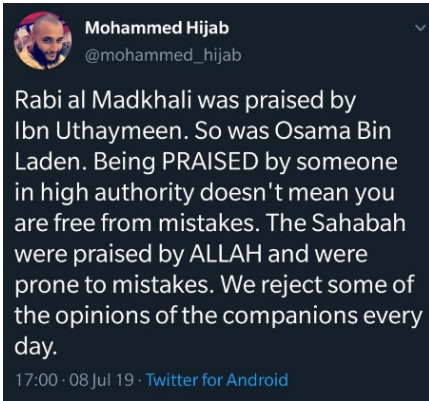 Mohammed Hijab
@mohammed_hijab
Rabi al Madkhali was praised by
Ibn Uthaymeen. So was Osama Bin
Laden. Being PRAISED by someone
in high authority doesn't mean you
are free from mistakes. The Sahabah
were praised by ALLAH and were
prone to mistakes. We reject some of
the opinions of the companions every
day.
17:00 · 08 Jul 19 · Twitter for Android